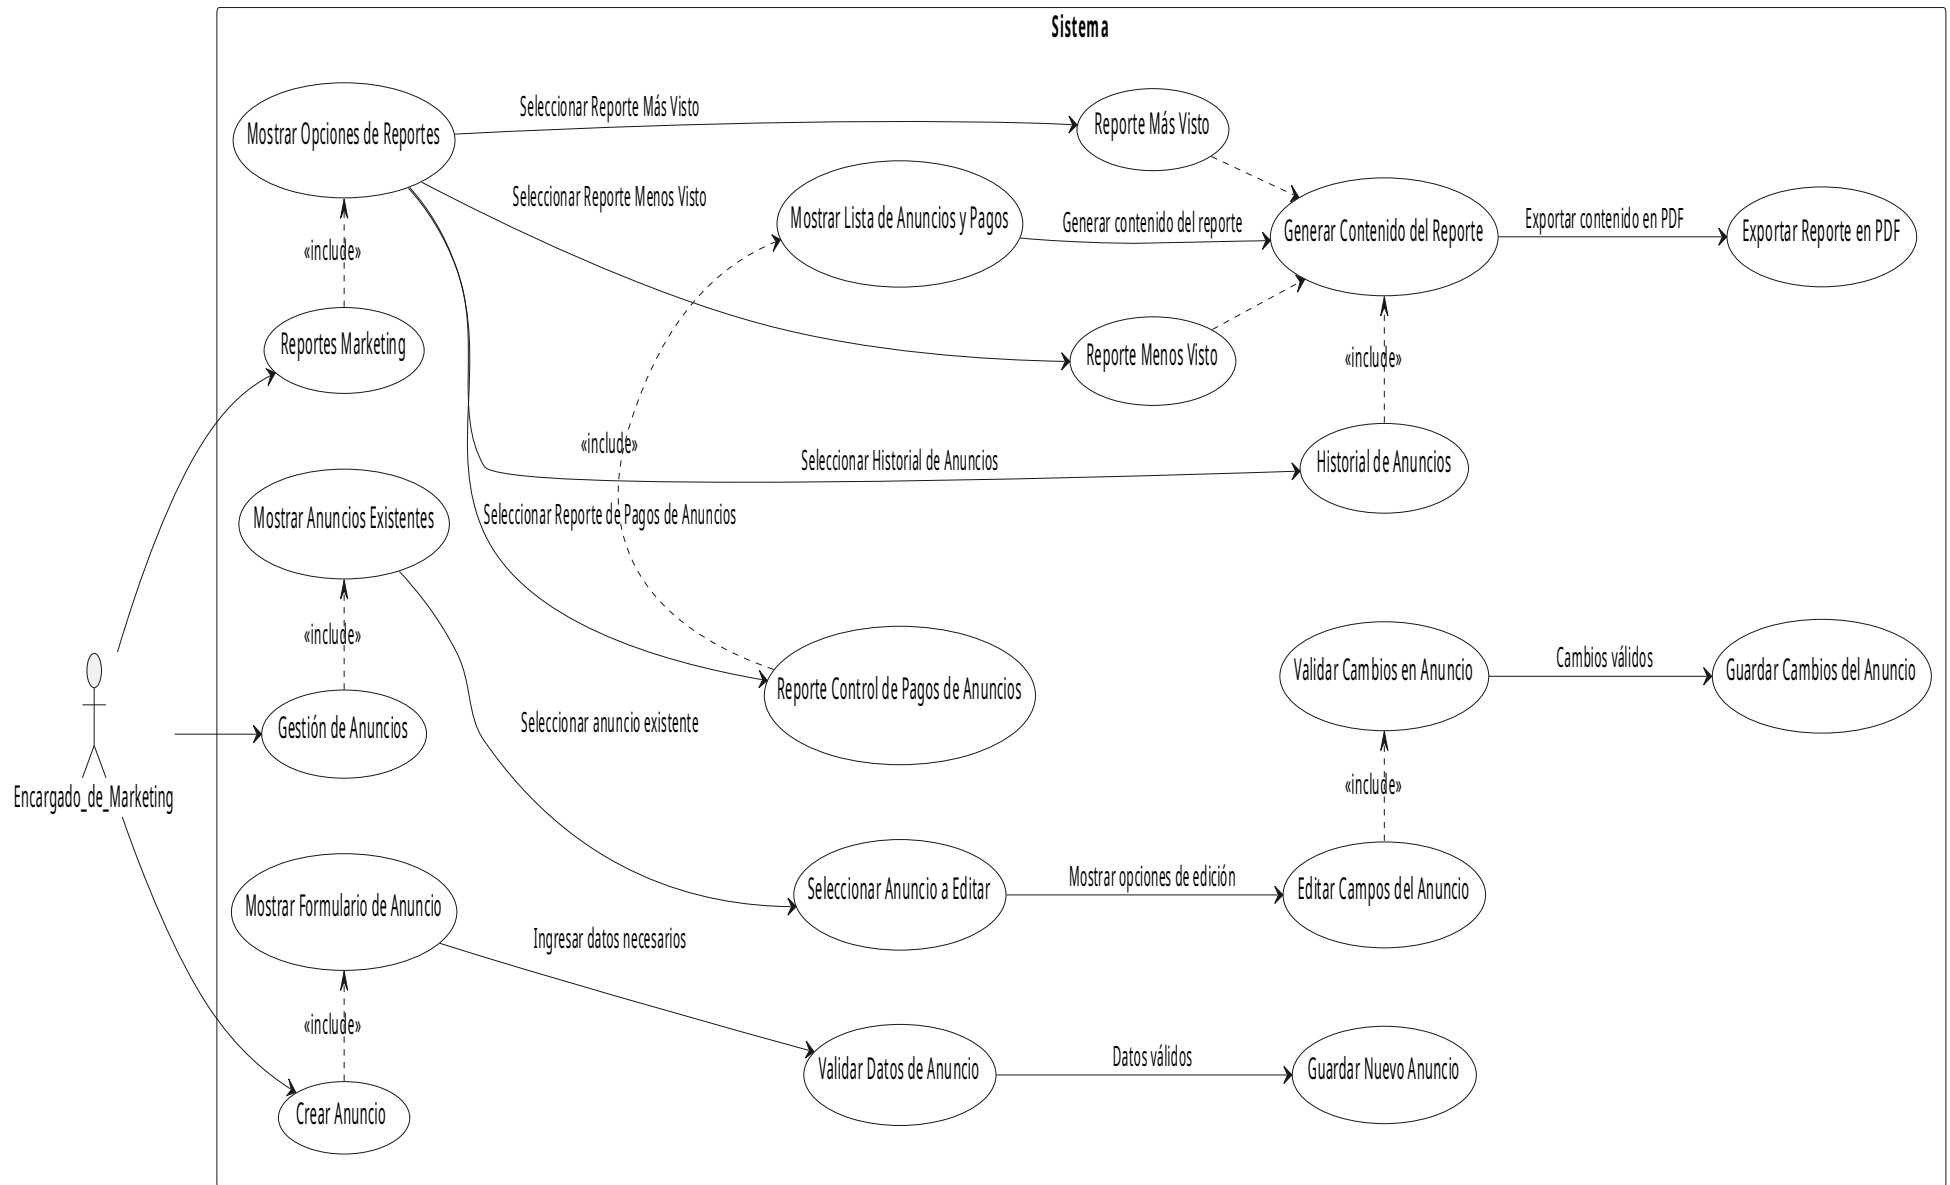 Sistema
Seleccionar Reporte Más Visto
Mostrar Opciones de Reportes
Reporte Más Visto
Seleccionar Reporte Menos Visto
Mostrar Lista de Anuncios y Pagos
Generar contenido del reporte
Generar Contenido del Reporte
Exportar contenido en PDF
Exportar Reporte en PDF
«include»
Reportes Marketing
Reporte Menos Visto
«include»
«include»
Seleccionar Historial de Anuncios
Historial de Anuncios
Mostrar Anuncios Existentes
Seleccionar Reporte de Pagos de Anuncios
«include»
Validar Cambios en Anuncio
Cambios válidos
Guardar Cambios del Anuncio
Reporte Control de Pagos de Anuncios
Gestión de Anuncios
Seleccionar anuncio existente
«include»
Encargado_de_Marketing
Mostrar opciones de edición
Seleccionar Anuncio a Editar
Editar Campos del Anuncio
Mostrar Formulario de Anuncio
Ingresar datos necesarios
«include»
Datos válidos
Validar Datos de Anuncio
Guardar Nuevo Anuncio
Crear Anuncio